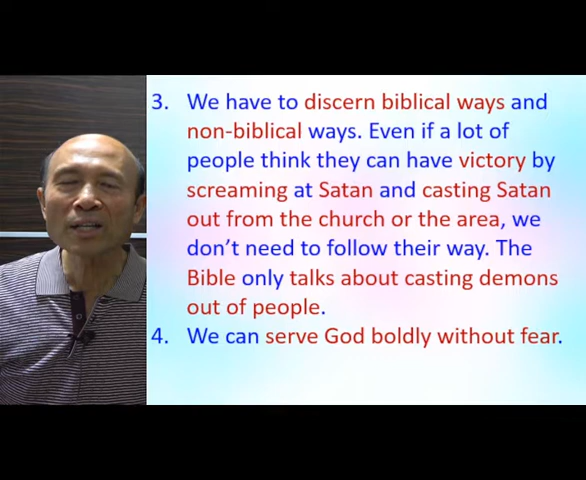 3. We have to discern biblical ways and
non-biblical ways. Even if a lot of
people think they can have victory by
screaming at Satan and casting Satan
out from the church or the area, we
don't need to follow their way. The
Bible only talks about casting demons
out of people.
4. We can serve God boldly without fear.